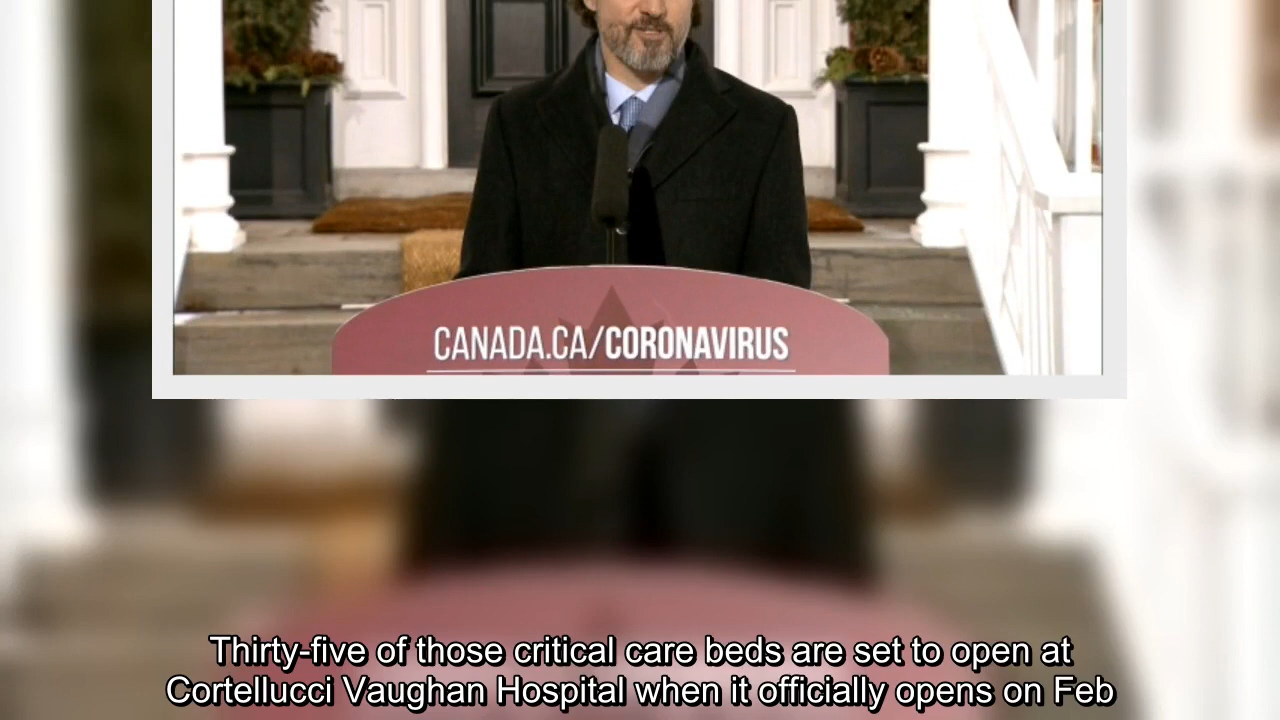 CANADA.CA/CORONAVIRUS
Thirty-five of those critical care beds are set to open at
Cortellucci Vaughan Hospital when it officially opens on Feb